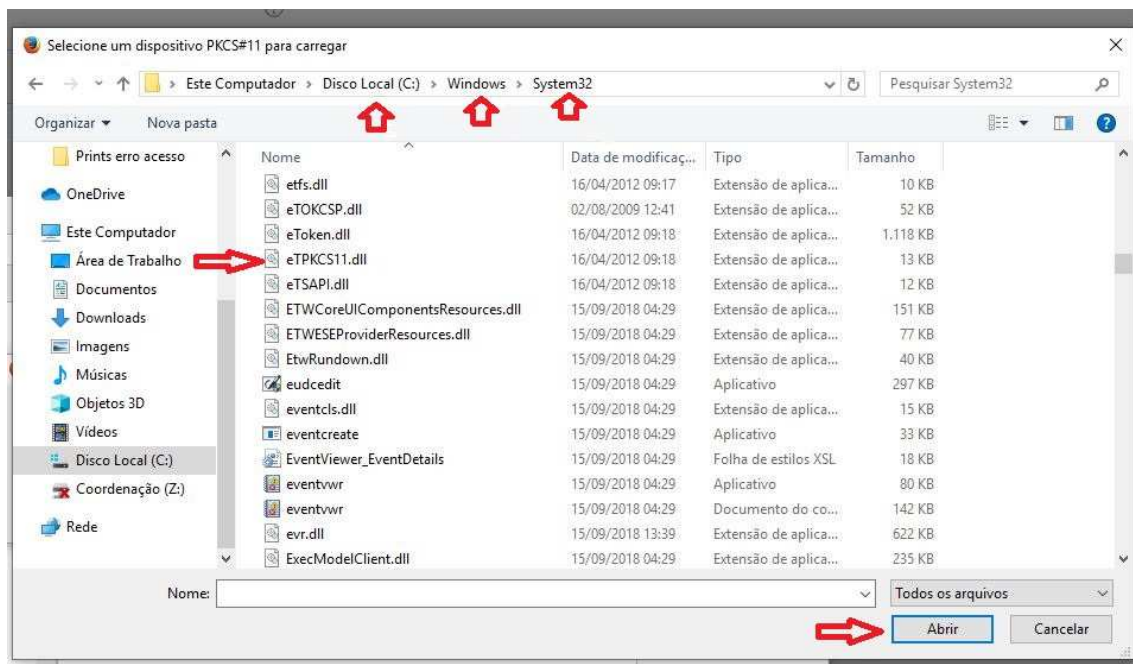 Selecione um dispositivo PKCS#11 para carregar
Este Computador > Disco Local (C:) > Windows > System32
Pesquisar System32
Organizar
Nova pasta
Prints erro acesso
OneDrive
Este Computador
Área de Trabalho
Documentos
Downloads
Imagens
Músicas
Objetos 3D
Vídeos
Disco Local (C:)
Coordenação (Z:)
Rede
Nome Data de modificaç... Tipo Tamanho
etfs.dll 16/04/2012 09:17 Extensão de aplica... 10 KB
eTOKCSP.dll 02/08/2009 12:41 Extensão de aplica... 52 KB
eToken.dll 16/04/2012 09:18 Extensão de aplica... 1.118 KB
eTPKCS11.dll 16/04/2012 09:18 Extensão de aplica... 13 KB
eTSAPI.dll 16/04/2012 09:18 Extensão de aplica... 12 KB
ETWCoreUIComponentsResources.dll 15/09/2018 04:29 Extensão de aplica... 151 KB
ETWESEProviderResources.dll 15/09/2018 04:29 Extensão de aplica... 77 KB
EtwRundown.dll 15/09/2018 04:29 Extensão de aplica... 40 KB
eudcedit 15/09/2018 04:29 Aplicativo 297 KB
eventcls.dll 15/09/2018 04:29 Extensão de aplica... 15 KB
eventcreate 15/09/2018 04:29 Aplicativo 33 KB
EventViewer_EventDetails 15/09/2018 04:29 Folha de estilos XSL 18 KB
eventvwr 15/09/2018 04:29 Aplicativo 80 KB
eventvwr 15/09/2018 04:29 Documento do co... 142 KB
evr.dll 15/09/2018 13:39 Extensão de aplica... 622 KB
ExecModelClient.dll 15/09/2018 04:29 Extensão de aplica... 235 KB
Nome:
Todos os arquivos
Abrir
Cancelar